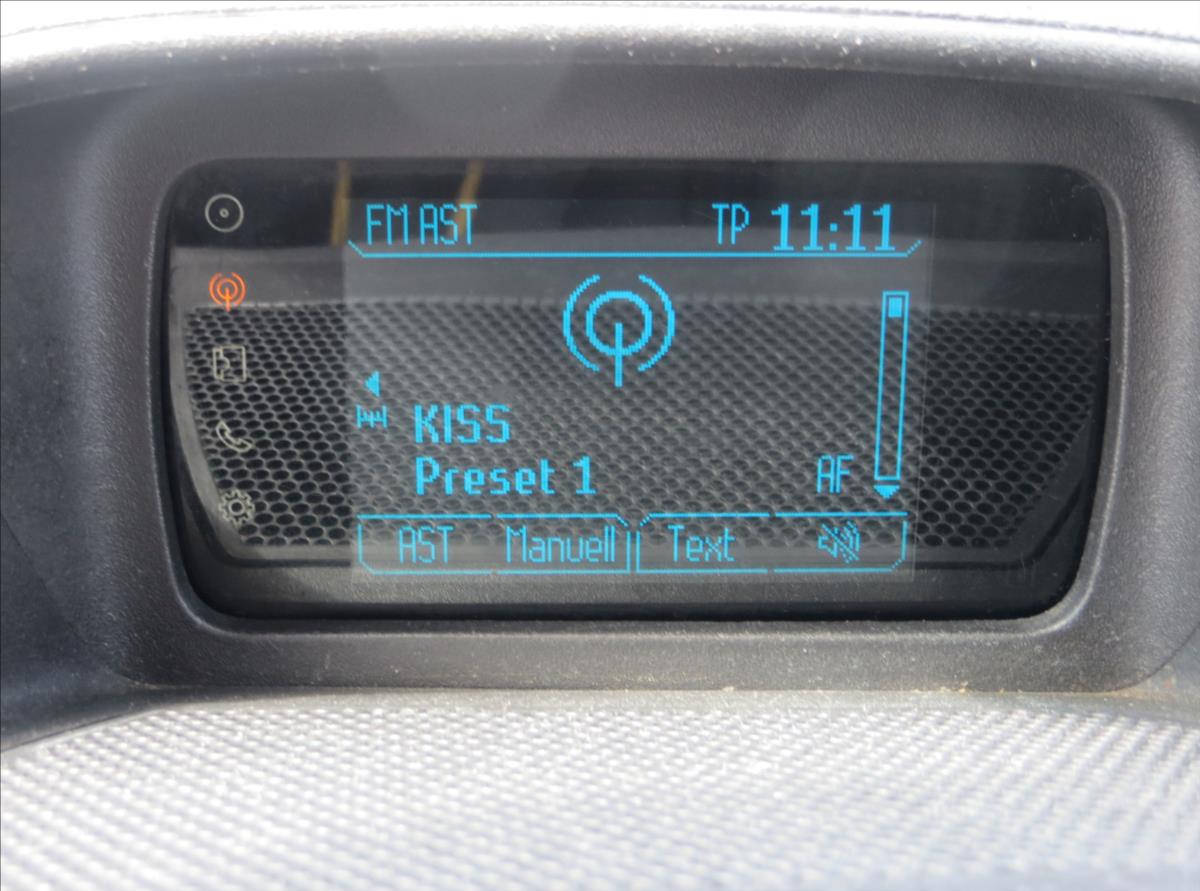 FM AST TP 11:11
KISS
Preset 1 AF
AST Manuell Text